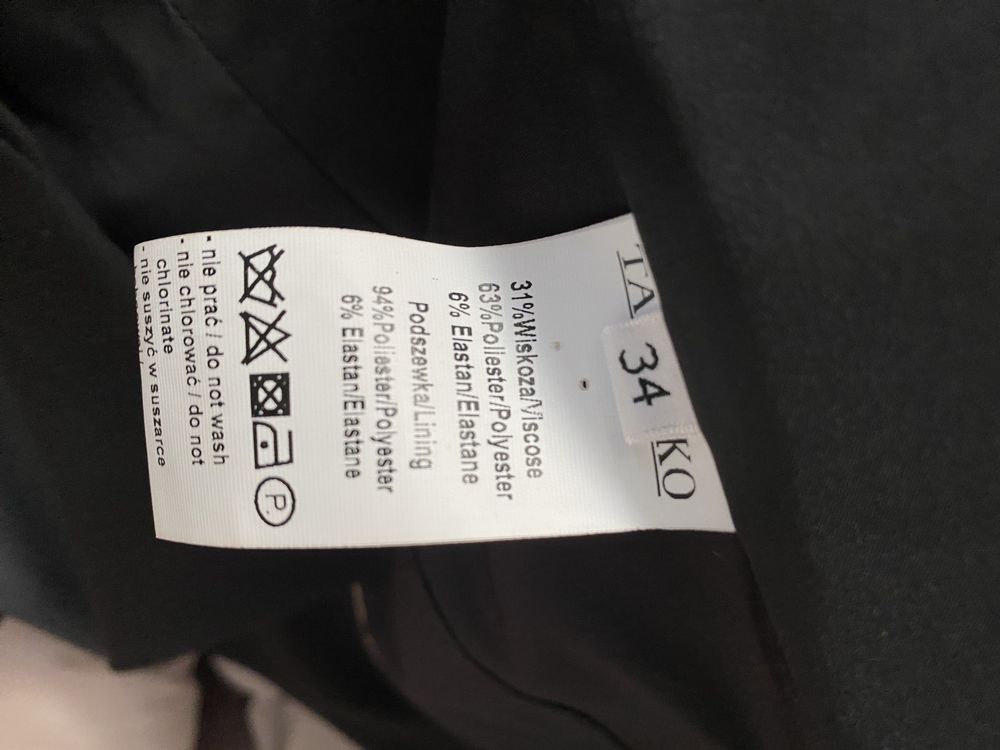 TA 34 KO
31%Wiskoza/Viscose
63%Poliester/Polyester
6% Elastan/Elastane
Podszewka/Lining
94%Poliester/Polyester
6% Elastan/Elastane
P
- nie prać / do not wash
- nie chlorować / do not
chlorinate
- nie suszyć w suszarce